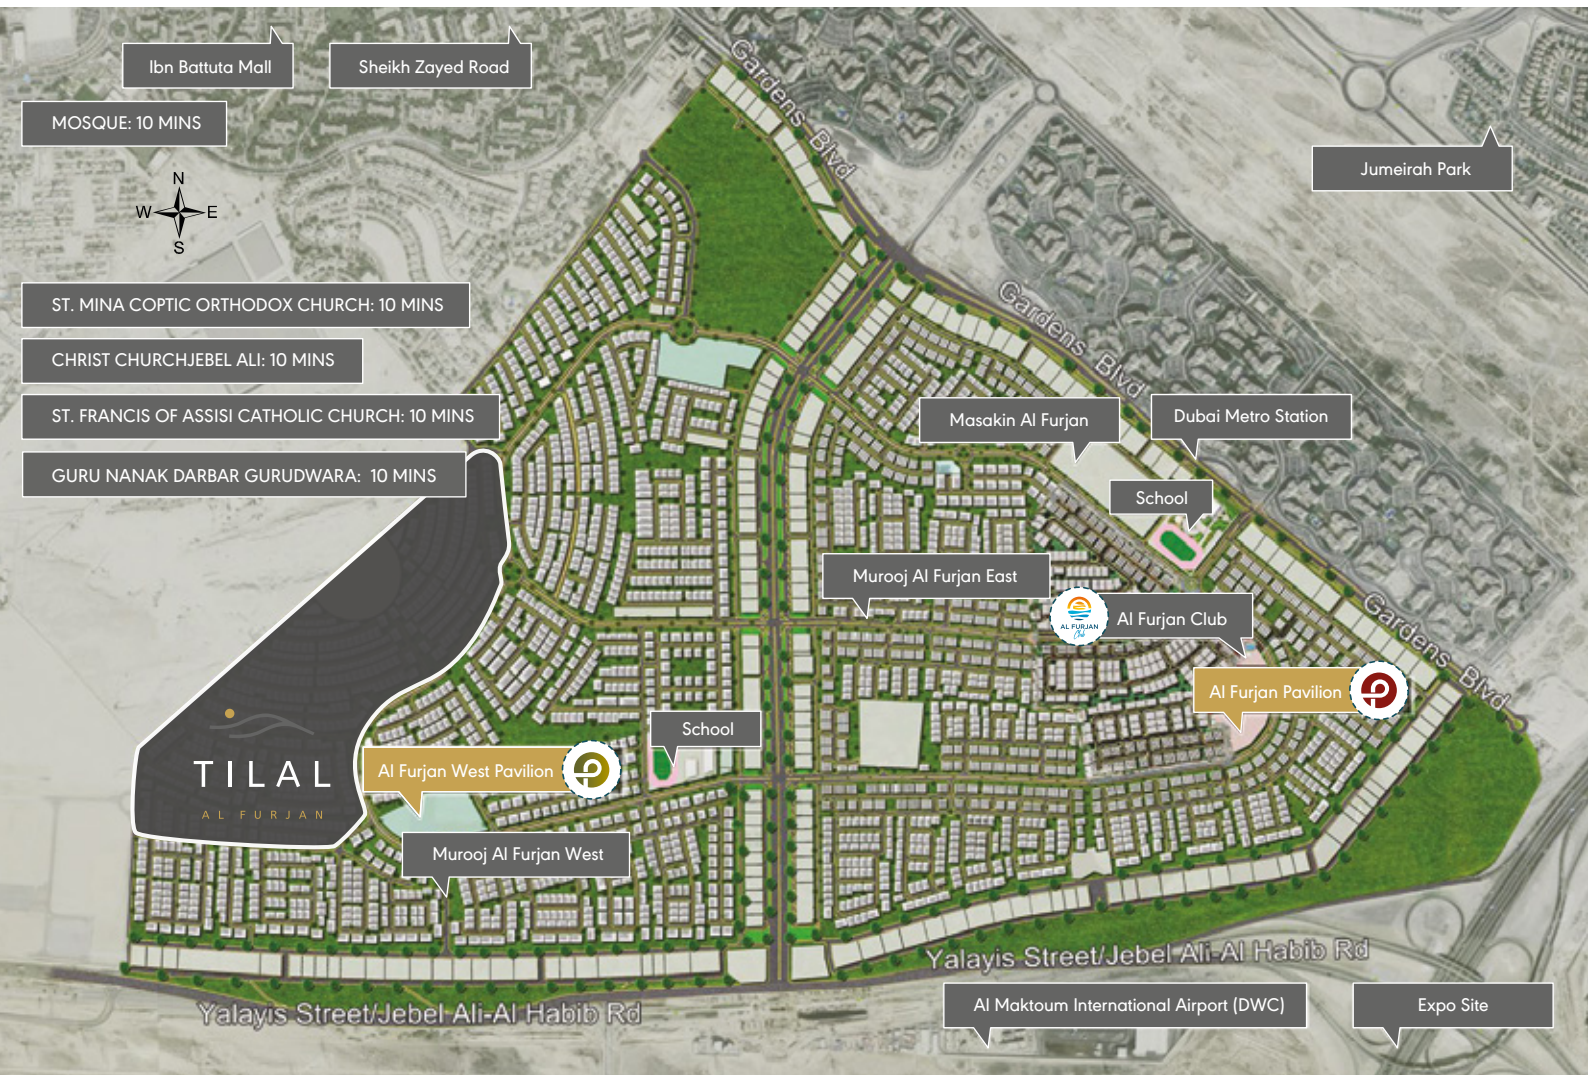 Ibn Battuta Mall
Sheikh Zayed Road
Gardens Blvd
MOSQUE: 10 MINS
Jumeirah Park
N
W
E
S
ST. MINA COPTIC ORTHODOX CHURCH: 10 MINS
Gardens Blvd
CHRIST CHURCHJEBEL ALI: 10 MINS
ST. FRANCIS OF ASSISI CATHOLIC CHURCH: 10 MINS
Masakin Al Furjan
Dubai Metro Station
GURU NANAK DARBAR GURUDWARA: 10 MINS
School
Murooj Al Furjan East
AL FURJAN
Club
Al Furjan Club
Gardens Blvd
Al Furjan Pavilion
School
TILAL
AL FURJAN
Al Furjan West Pavilion
Murooj Al Furjan West
Yalayis Street/Jebel Ali-Al Habib Rd
Yalayis Street/Jebel Ali-Al Habib Rd
Al Maktoum International Airport (DWC)
Expo Site